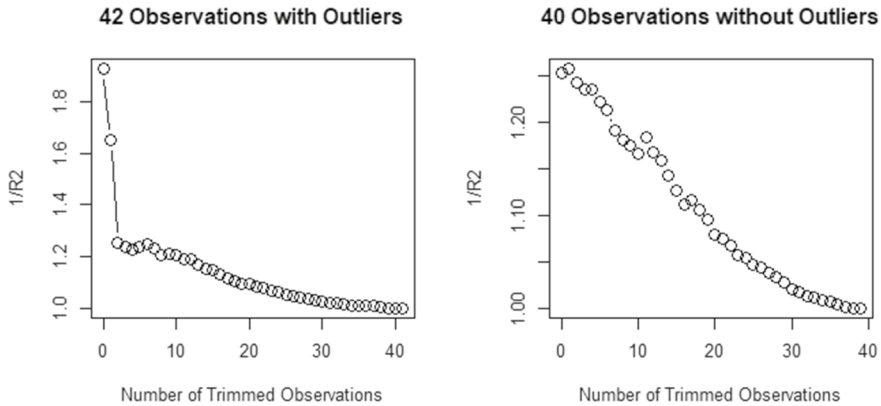 42 Observations with Outliers
1/R2
1.8
1.6
1.4
1.2
1.0
0 10 20 30 40
Number of Trimmed Observations
40 Observations without Outliers
1/R2
1.20
1.10
1.00
0 10 20 30 40
Number of Trimmed Observations